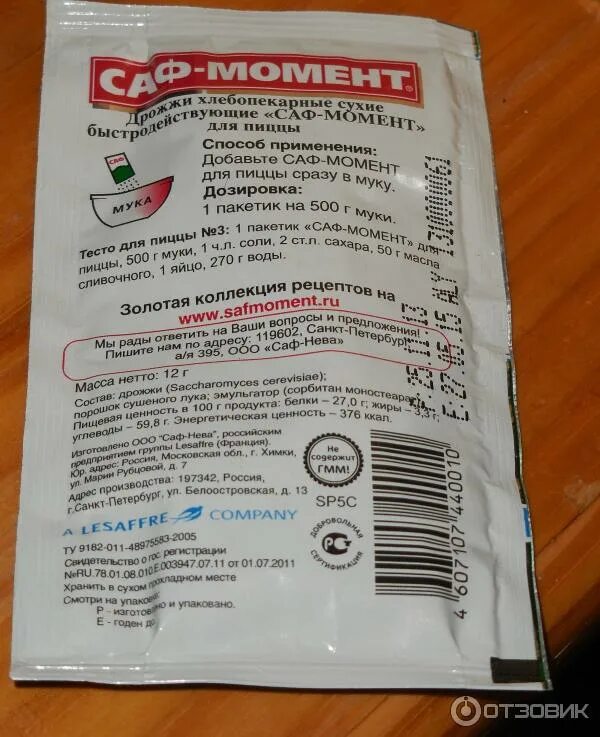 САФ-МОМЕНТ®
Дрожжи хлебопекарные сухие
быстродействующие «САФ-МОМЕНТ»
для пиццы
Способ применения:
Добавьте САФ-МОМЕНТ
для пиццы сразу в муку.
Дозировка:
1 пакетик на 500 г муки.
САФ
МУКА
Тесто для пиццы №3: 1 пакетик «САФ-МОМЕНТ» для
пиццы, 500 г муки, 1 ч.л. соли, 2 ст.л. сахара, 50 г масла
сливочного, 1 яйцо, 270 г воды.
Золотая коллекция рецептов на
www.safmoment.ru
Мы рады ответить на Ваши вопросы и предложения!
Пишите нам по адресу: 119602, Санкт-Петербург,
а/я 395, ООО «Саф-Нева»
Масса нетто: 12 г
Состав: дрожжи (Saccharomyces cerevisiae);
порошок сушеного лука; эмульгатор (сорбитан моностеарат).
Пищевая ценность в 100 г продукта: белки – 27,0 г; жиры – 3,3 г;
углеводы – 59,8 г. Энергетическая ценность – 376 ккал.
Изготовлено ООО "Саф-Нева", российским
предприятием группы Lesaffre (Франция).
Юр. адрес: Россия, Московская обл., г. Химки,
ул. Марии Рубцовой, д. 7
Адрес производства: 197342, Россия,
г.Санкт-Петербург, ул. Белоостровская, д. 13
Не
содержит
ГММ!
SP5C
A LESAFFRE COMPANY
ДОБРОВОЛЬНАЯ
СЕРТИФИКАЦИЯ
ТУ 9182-011-48975583-2005
Свидетельство о гос. регистрации
№RU.78.01.08.010.Е.003947.07.11 от 01.07.2011
Хранить в сухом прохладном месте
Смотри на упаковке:
P - изготовлено и упаковано.
E - годен до
4 607107 440010
ОТЗОВИК